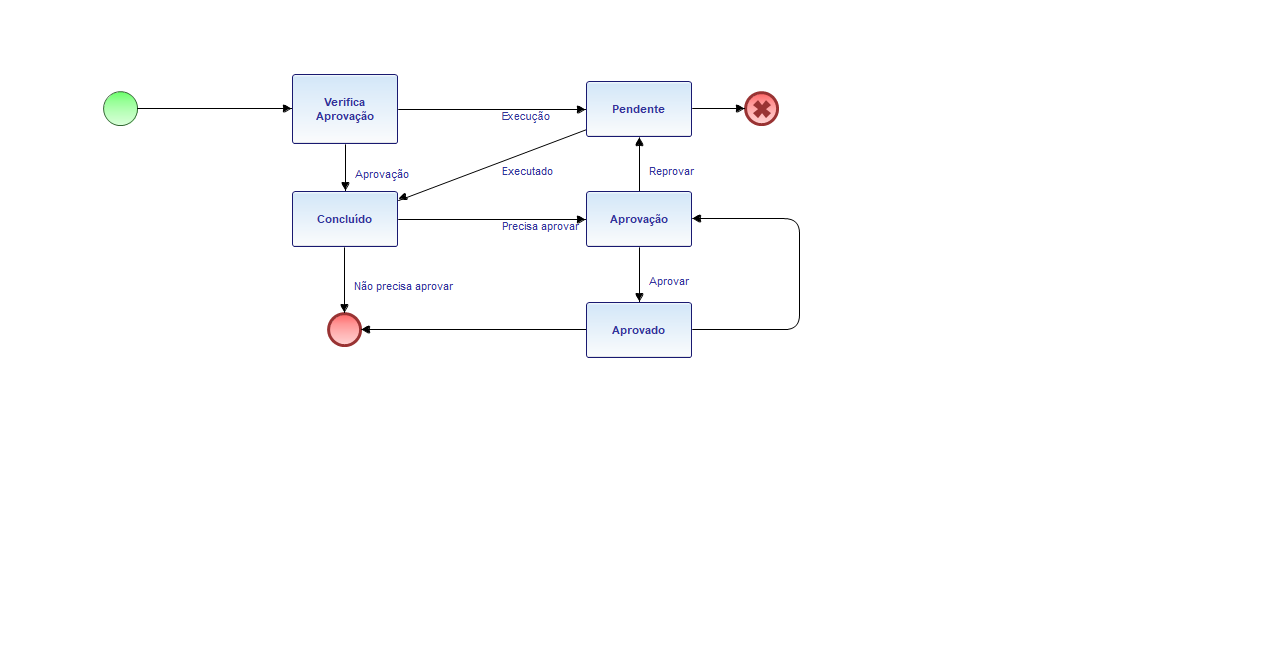 Verifica
Aprovação
Execução
Pendente
Aprovação
Executado
Reprovar
Concluído
Precisa aprovar
Aprovação
Não precisa aprovar
Aprovar
Aprovado